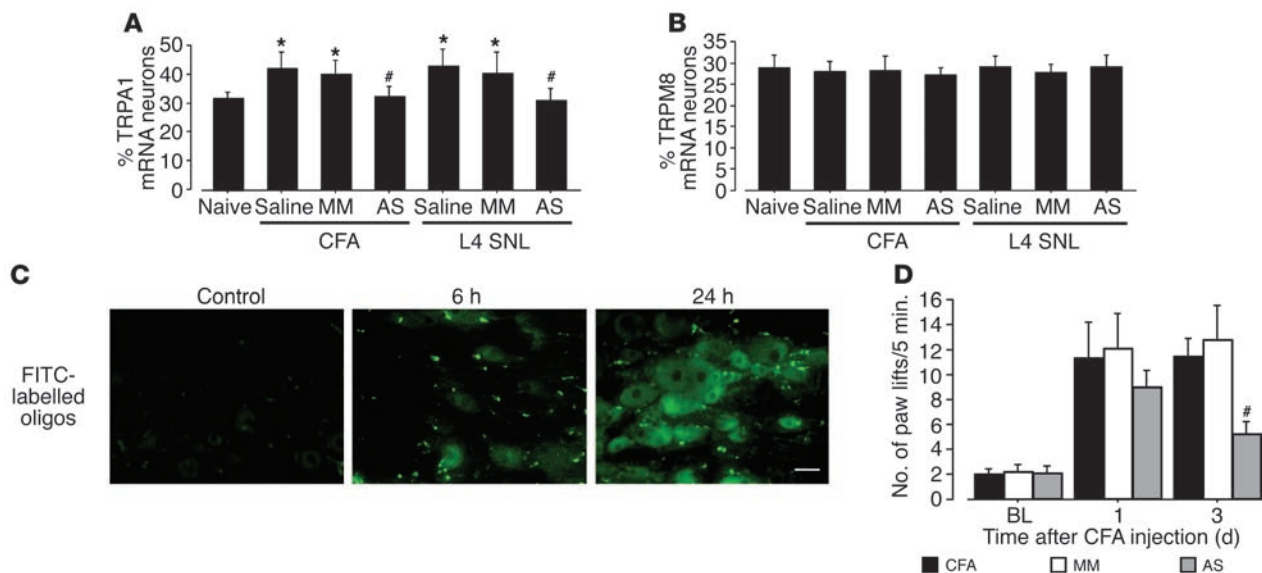 A
% TRPA1
mRNA neurons
50
40
30
20
10
0
* * # * * #
Naive Saline MM AS Saline MM AS
CFA L4 SNL
B
% TRPM8
mRNA neurons
35
30
25
20
15
10
5
0
Naive Saline MM AS Saline MM AS
CFA L4 SNL
C
Control 6 h 24 h
FITC-
labelled
oligos
D
No. of paw lifts/5 min.
16
14
12
10
8
6
4
2
0
#
BL 1 3
Time after CFA injection (d)
CFA MM AS